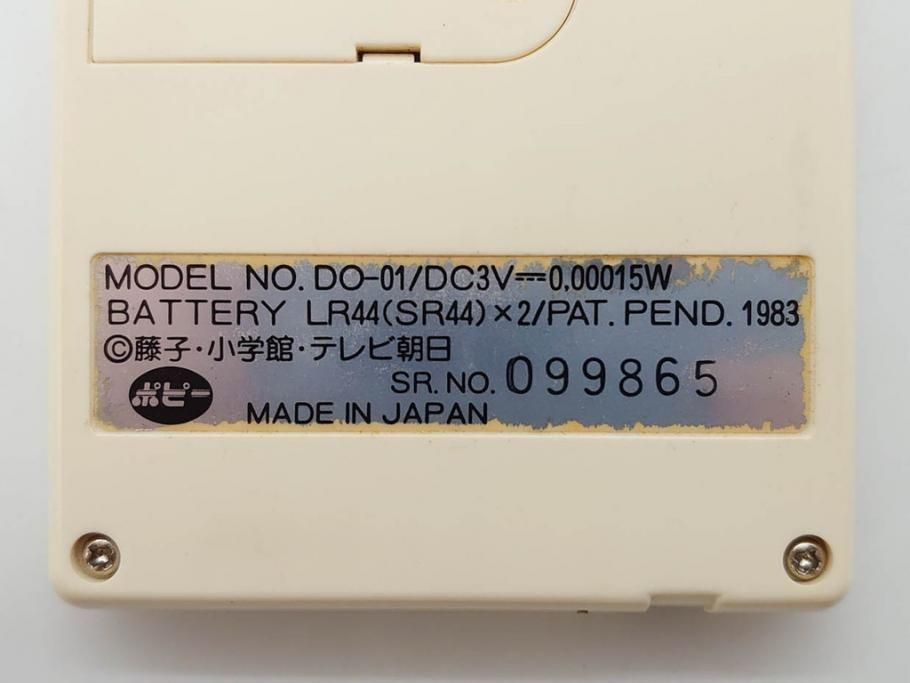 MODEL NO. DO-01/DC3V⎓0,00015W
BATTERY LR44(SR44)×2/PAT. PEND. 1983
©藤子・小学館・テレビ朝日
SR. NO. 099865
ポピー
MADE IN JAPAN